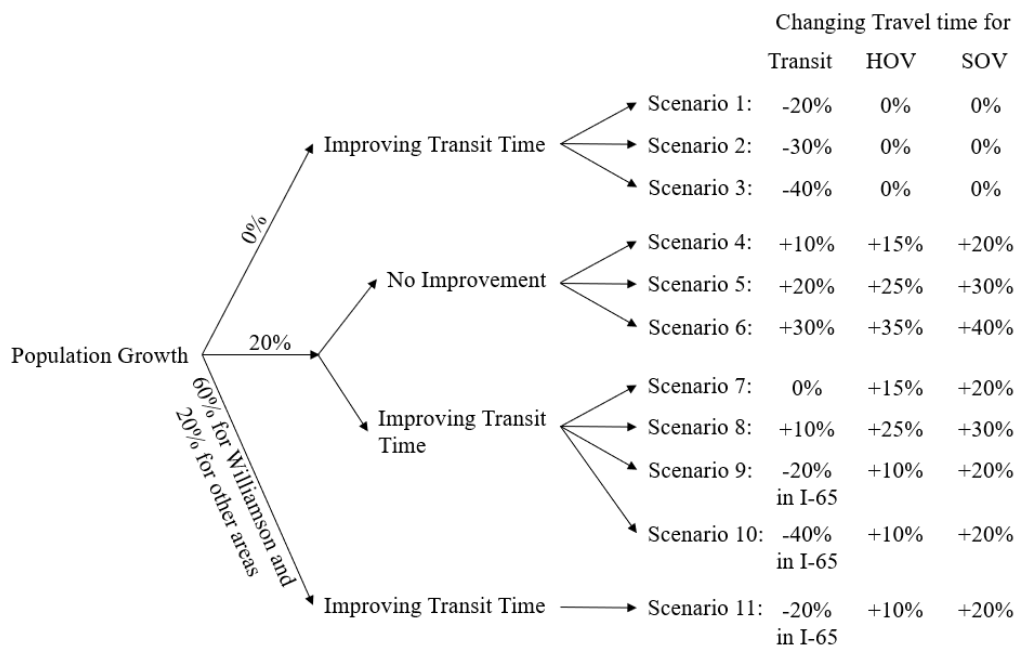 Changing Travel time for
Transit HOV SOV
Scenario 1: -20% 0% 0%
Improving Transit Time Scenario 2: -30% 0% 0%
Scenario 3: -40% 0% 0%
0%
Scenario 4: +10% +15% +20%
No Improvement Scenario 5: +20% +25% +30%
Scenario 6: +30% +35% +40%
20%
Population Growth
Scenario 7: 0% +15% +20%
Improving Transit
Time
Scenario 8: +10% +25% +30%
Scenario 9: -20% +10% +20%
in I-65
Scenario 10: -40% +10% +20%
in I-65
60% for Williamson and
20% for other areas
Improving Transit Time Scenario 11: -20% +10% +20%
in I-65